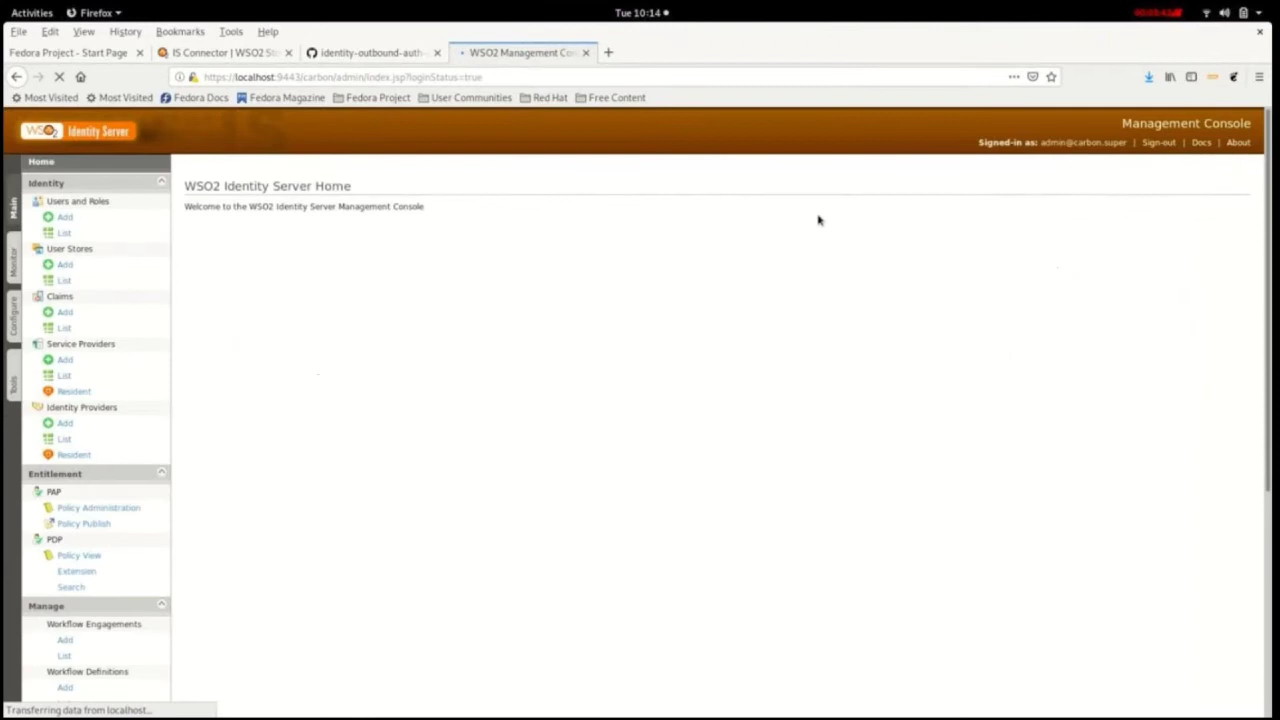 Activities Firefox Tue 10:14
File Edit View History Bookmarks Tools Help
Fedora Project - Start Page IS Connector | WSO2 St identity-outbound-auth- WSO2 Management Con
https://localhost:9443/carbon/admin/index.jsp?loginStatus=true
Most Visited Most Visited Fedora Docs Fedora Magazine Fedora Project User Communities Red Hat Free Content
WSO2 Identity Server
Management Console
Signed-in as: admin@carbon.super | Sign-out | Docs | About
Main
Monitor
Configure
Tools
Home
Identity
Users and Roles
Add
List
User Stores
Add
List
Claims
Add
List
Service Providers
Add
List
Resident
Identity Providers
Add
List
Resident
Entitlement
PAP
Policy Administration
Policy Publish
PDP
Policy View
Extension
Search
Manage
Workflow Engagements
Add
List
Workflow Definitions
Add
WSO2 Identity Server Home
Welcome to the WSO2 Identity Server Management Console
Transferring data from localhost...